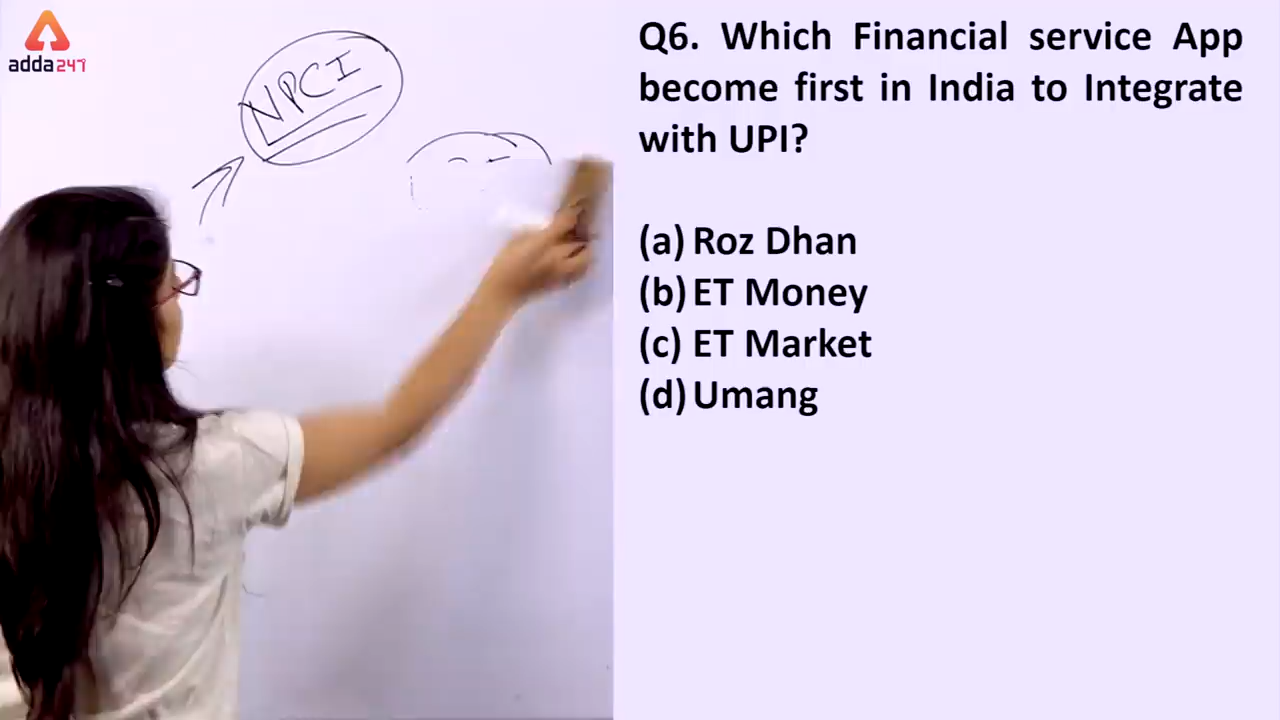 adda247
NPCI
Q6. Which Financial service App
become first in India to Integrate
with UPI?
(a) Roz Dhan
(b) ET Money
(c) ET Market
(d) Umang